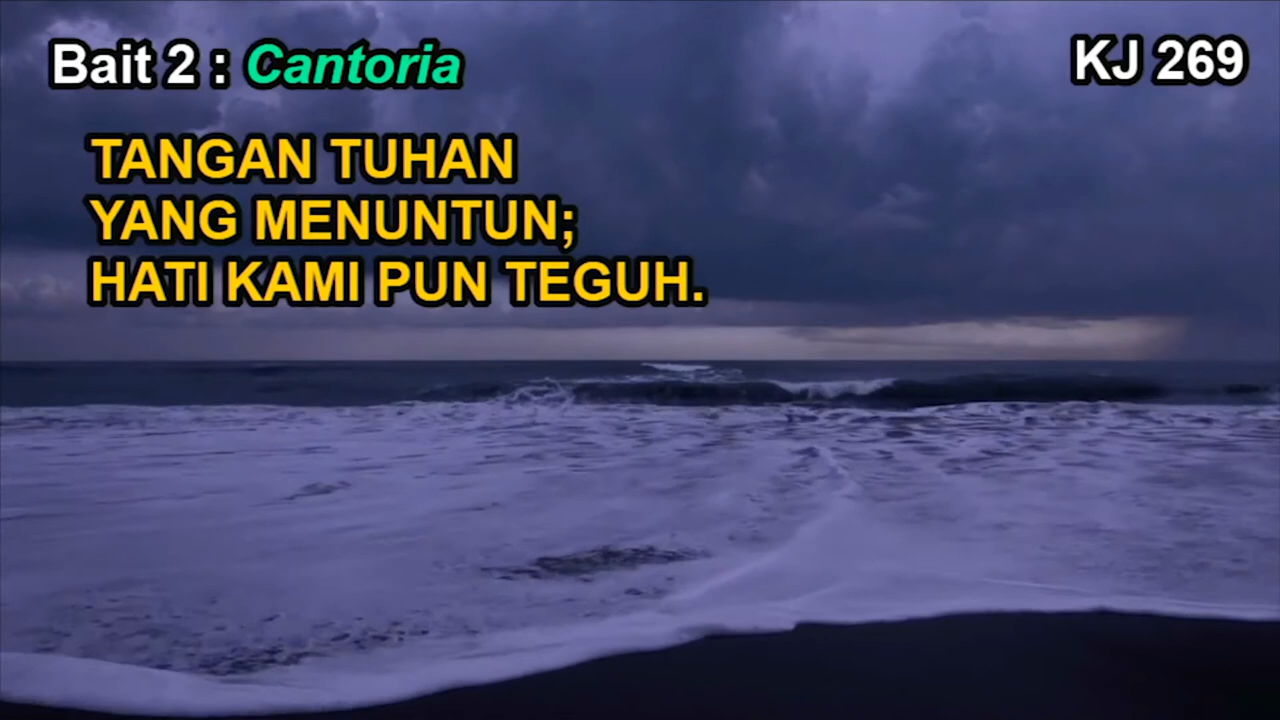 Bait 2 : Cantoria
KJ 269
TANGAN TUHAN
YANG MENUNTUN;
HATI KAMI PUN TEGUH.